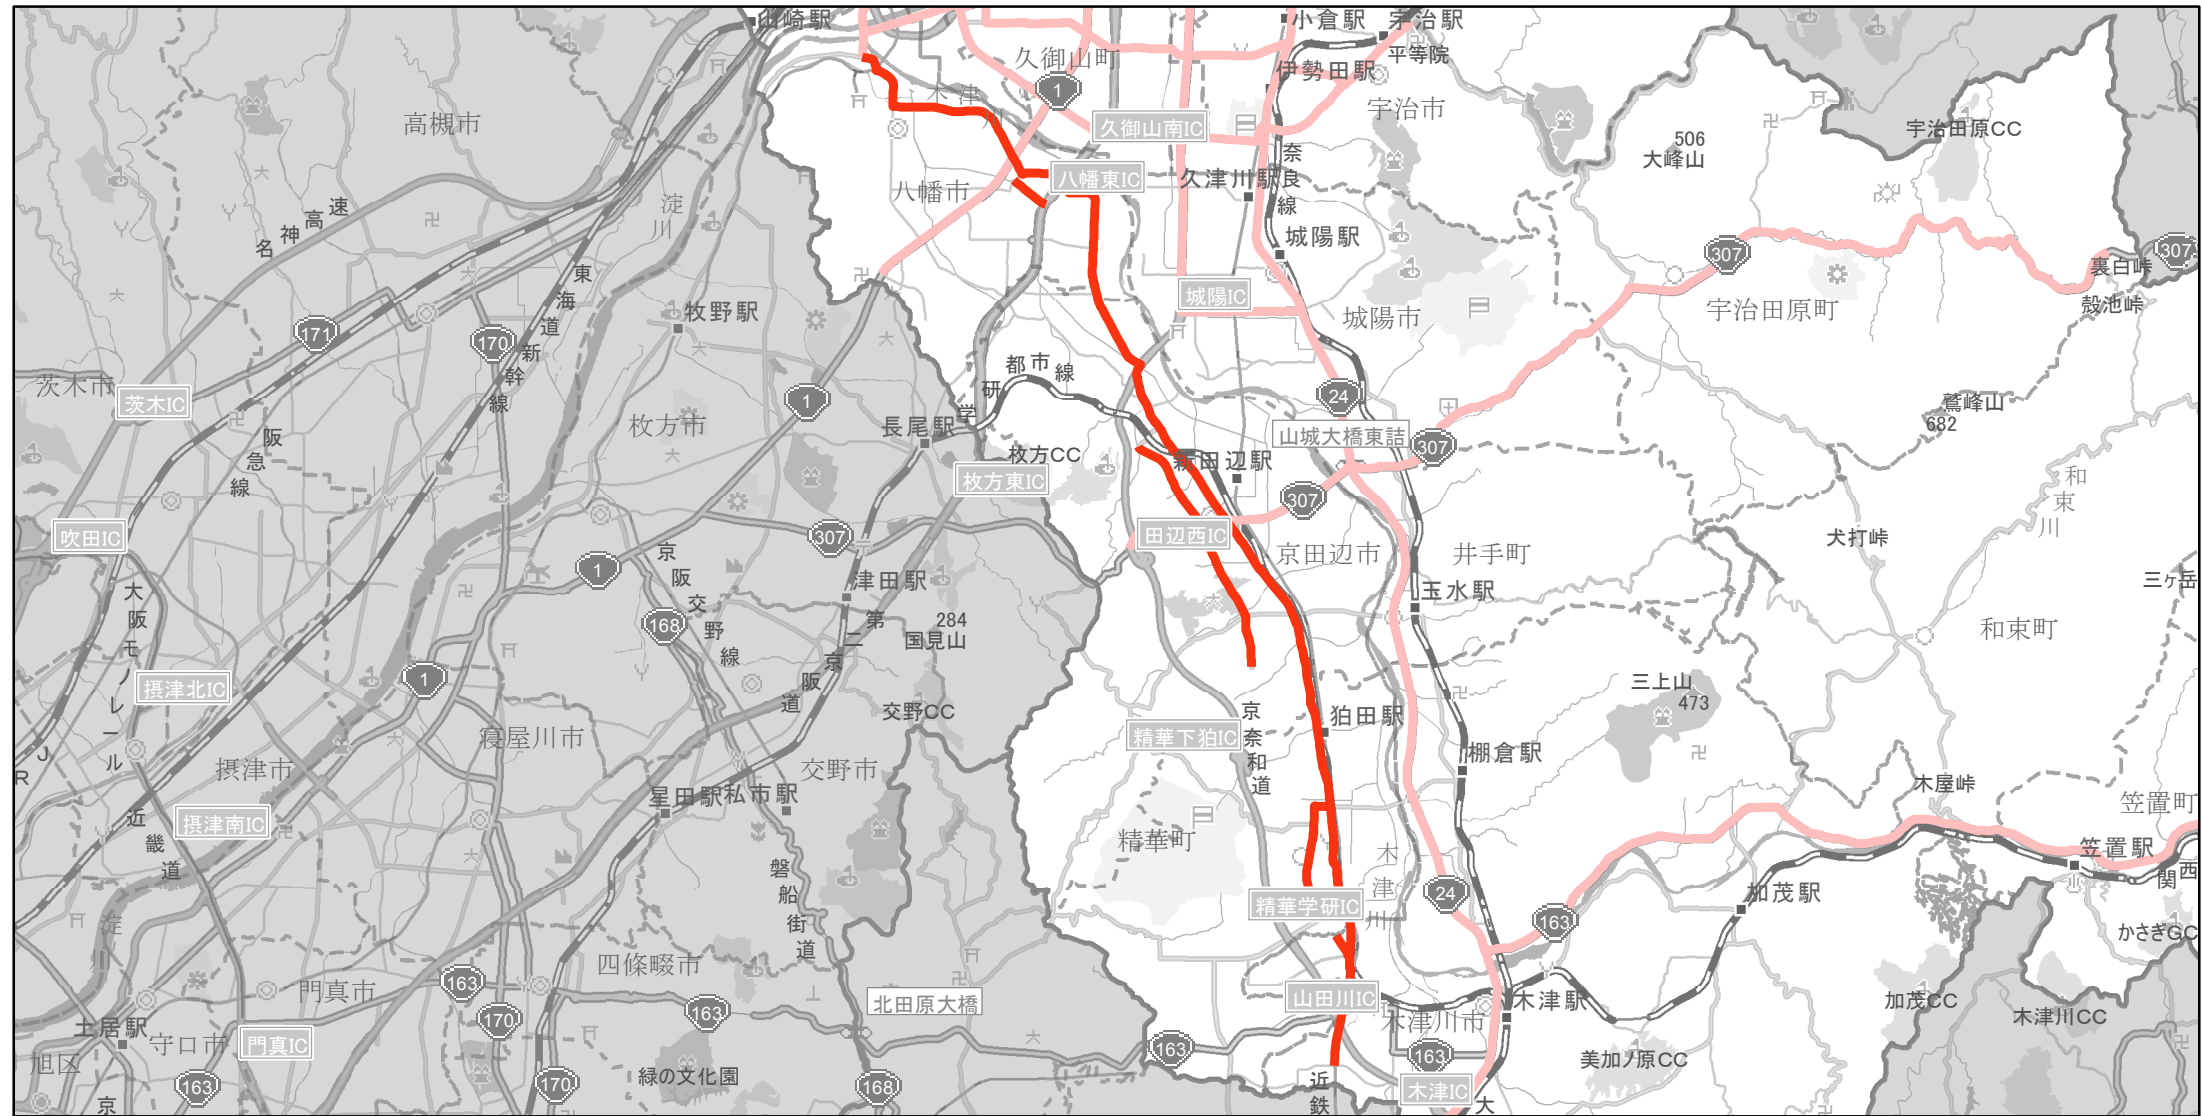 山崎駅
小倉駅
宇治駅
平等院
久御山町
伊勢田駅
1
木津川
高槻市
宇治市
久御山南IC
506
大峰山
宇治田原CC
八幡東IC
八幡市
久津川駅
奈良線
名神高速
淀川
城陽駅
307
307
裏白峠
東海道新幹線
城陽IC
城陽市
宇治田原町
殻池峠
171
170
牧野駅
都市線
学研
茨木市
茨木IC
1
24
鷲峰山
682
枚方市
長尾駅
阪急線
枚方CC
山城大橋東詰
307
新田辺駅
枚方東IC
和束川
307
吹田IC
307
田辺西IC
京田辺市
井手町
犬打峠
1
京阪交野線
津田駅
大阪モノレール
玉水駅
三ケ岳
168
284
国見山
第二京阪道
和束町
1
摂津北IC
三上山
473
交野CC
狛田駅
京奈和道
精華下狛IC
寝屋川市
棚倉駅
JR
摂津市
交野市
木屋峠
星田駅
私市駅
笠置町
近畿道
摂津南IC
精華町
木津川
笠置駅
関西
磐船街道
精華学研IC
24
加茂駅
163
淀川
かさぎGC
四條畷市
163
門真市
163
北田原大橋
山田川IC
木津駅
加茂CC
木津川CC
170
土居駅
守口市
門真IC
木津川市
163
163
美加ノ原CC
旭区
163
170
緑の文化園
168
近鉄
木津IC
京
大